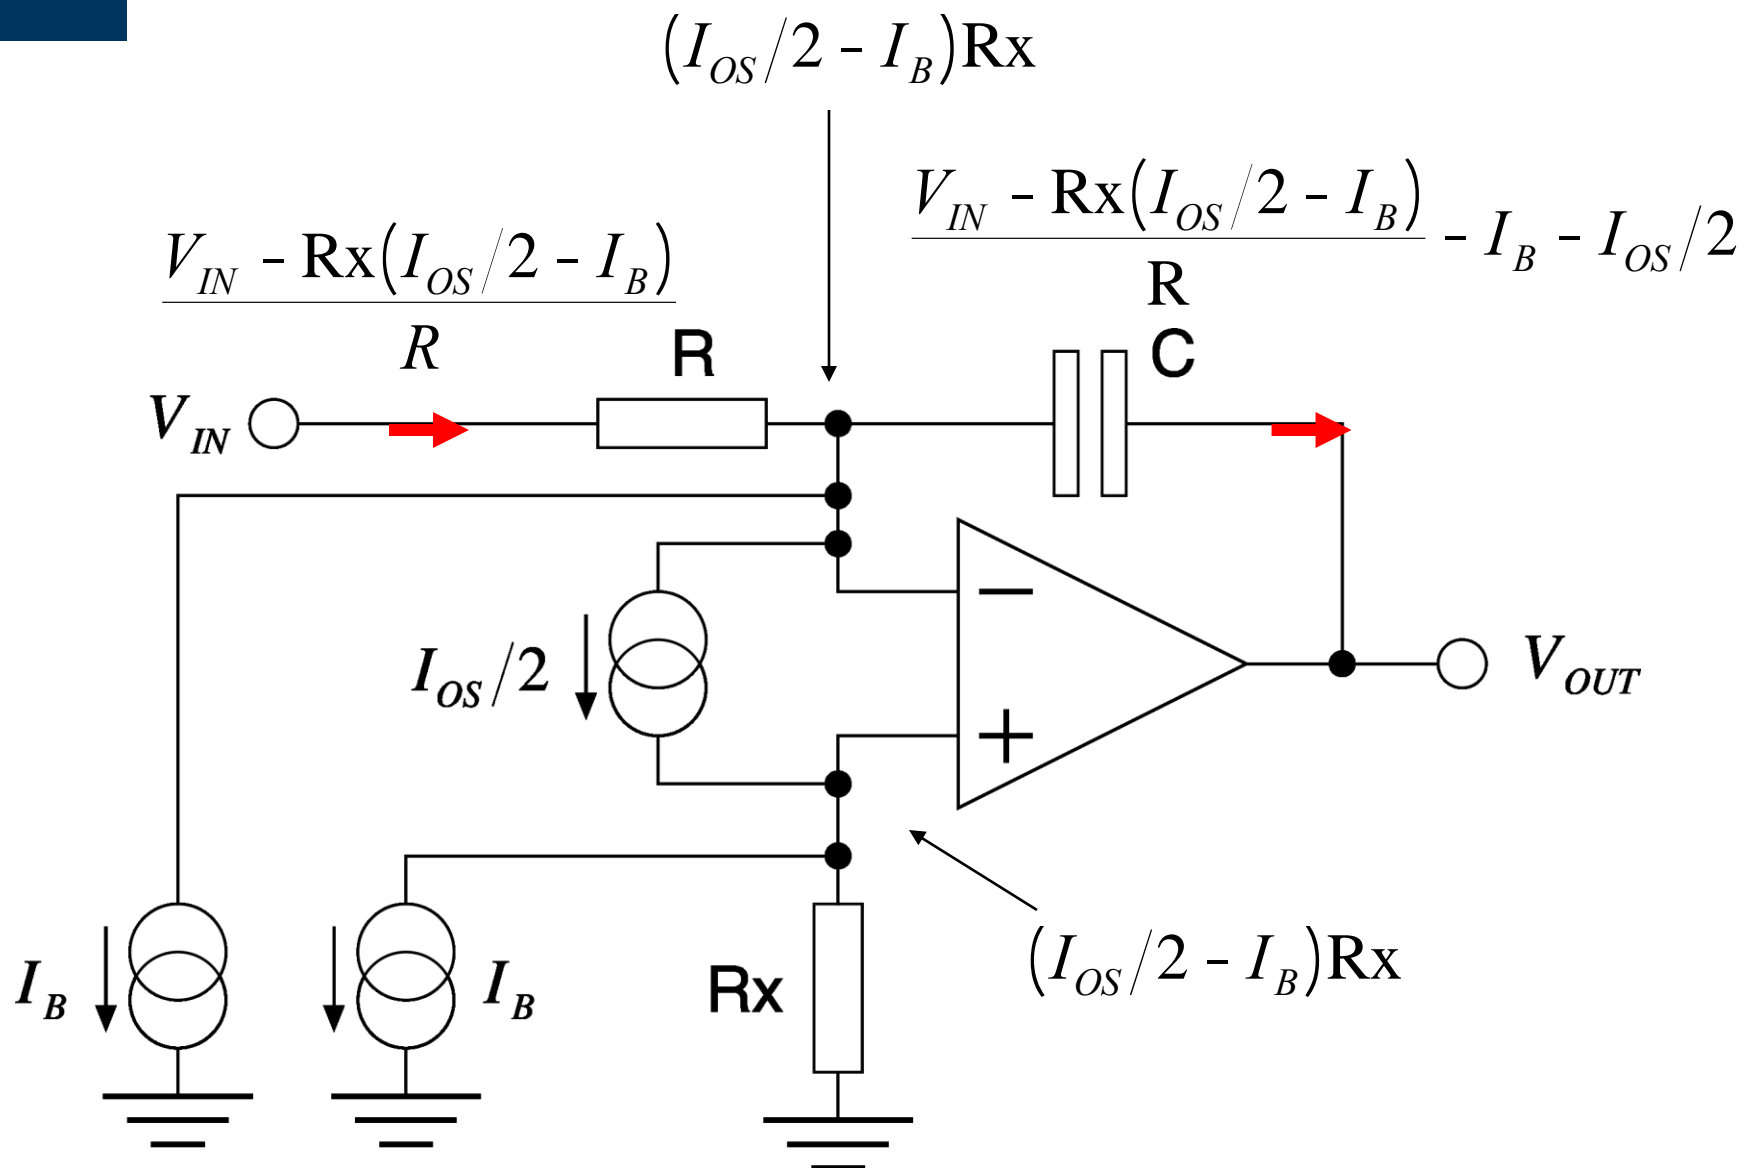 (I_OS/2 - I_B)Rx
V_IN - Rx(I_OS/2 - I_B)
R
- I_B - I_OS/2
V_IN - Rx(I_OS/2 - I_B)
R
R
C
V_IN
I_OS/2
−
+
V_OUT
I_B
I_B
Rx
(I_OS/2 - I_B)Rx